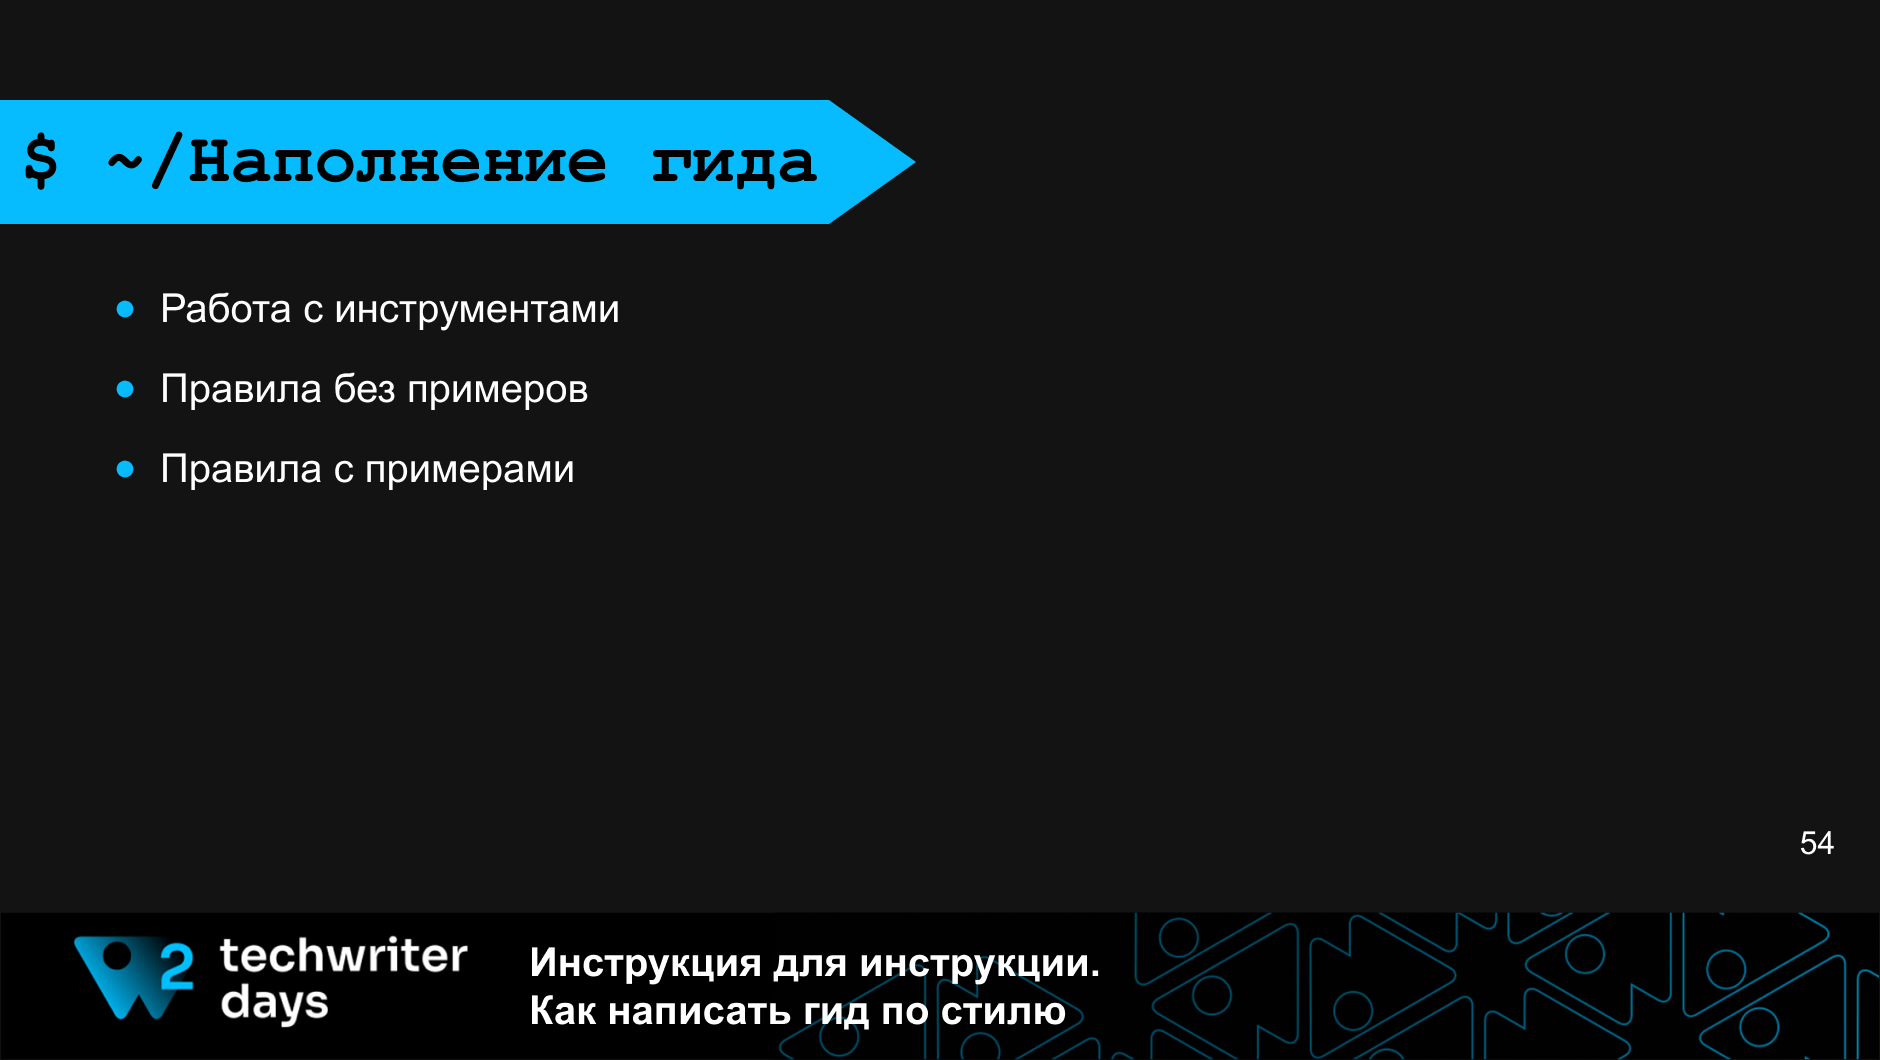 $ ~/Наполнение гида
● Работа с инструментами
● Правила без примеров
● Правила с примерами
54
2 techwriter
days
Инструкция для инструкции.
Как написать гид по стилю